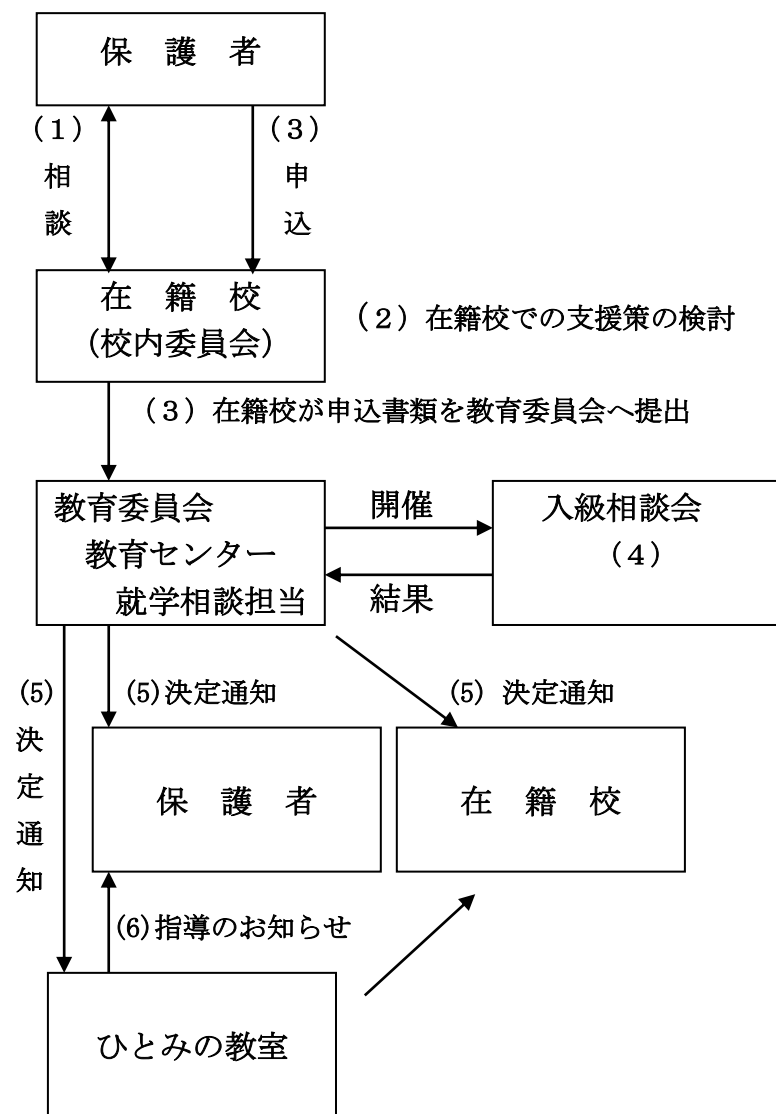 保　護　者
（１）
相
談
（３）
申
込
在　籍　校
（校内委員会）
（２）在籍校での支援策の検討
（３）在籍校が申込書類を教育委員会へ提出
教育委員会
教育センター
就学相談担当
開催
結果
入級相談会
（４）
(5)
決
定
通
知
(5)決定通知
(5) 決定通知
保　護　者
在　籍　校
(6)指導のお知らせ
ひとみの教室